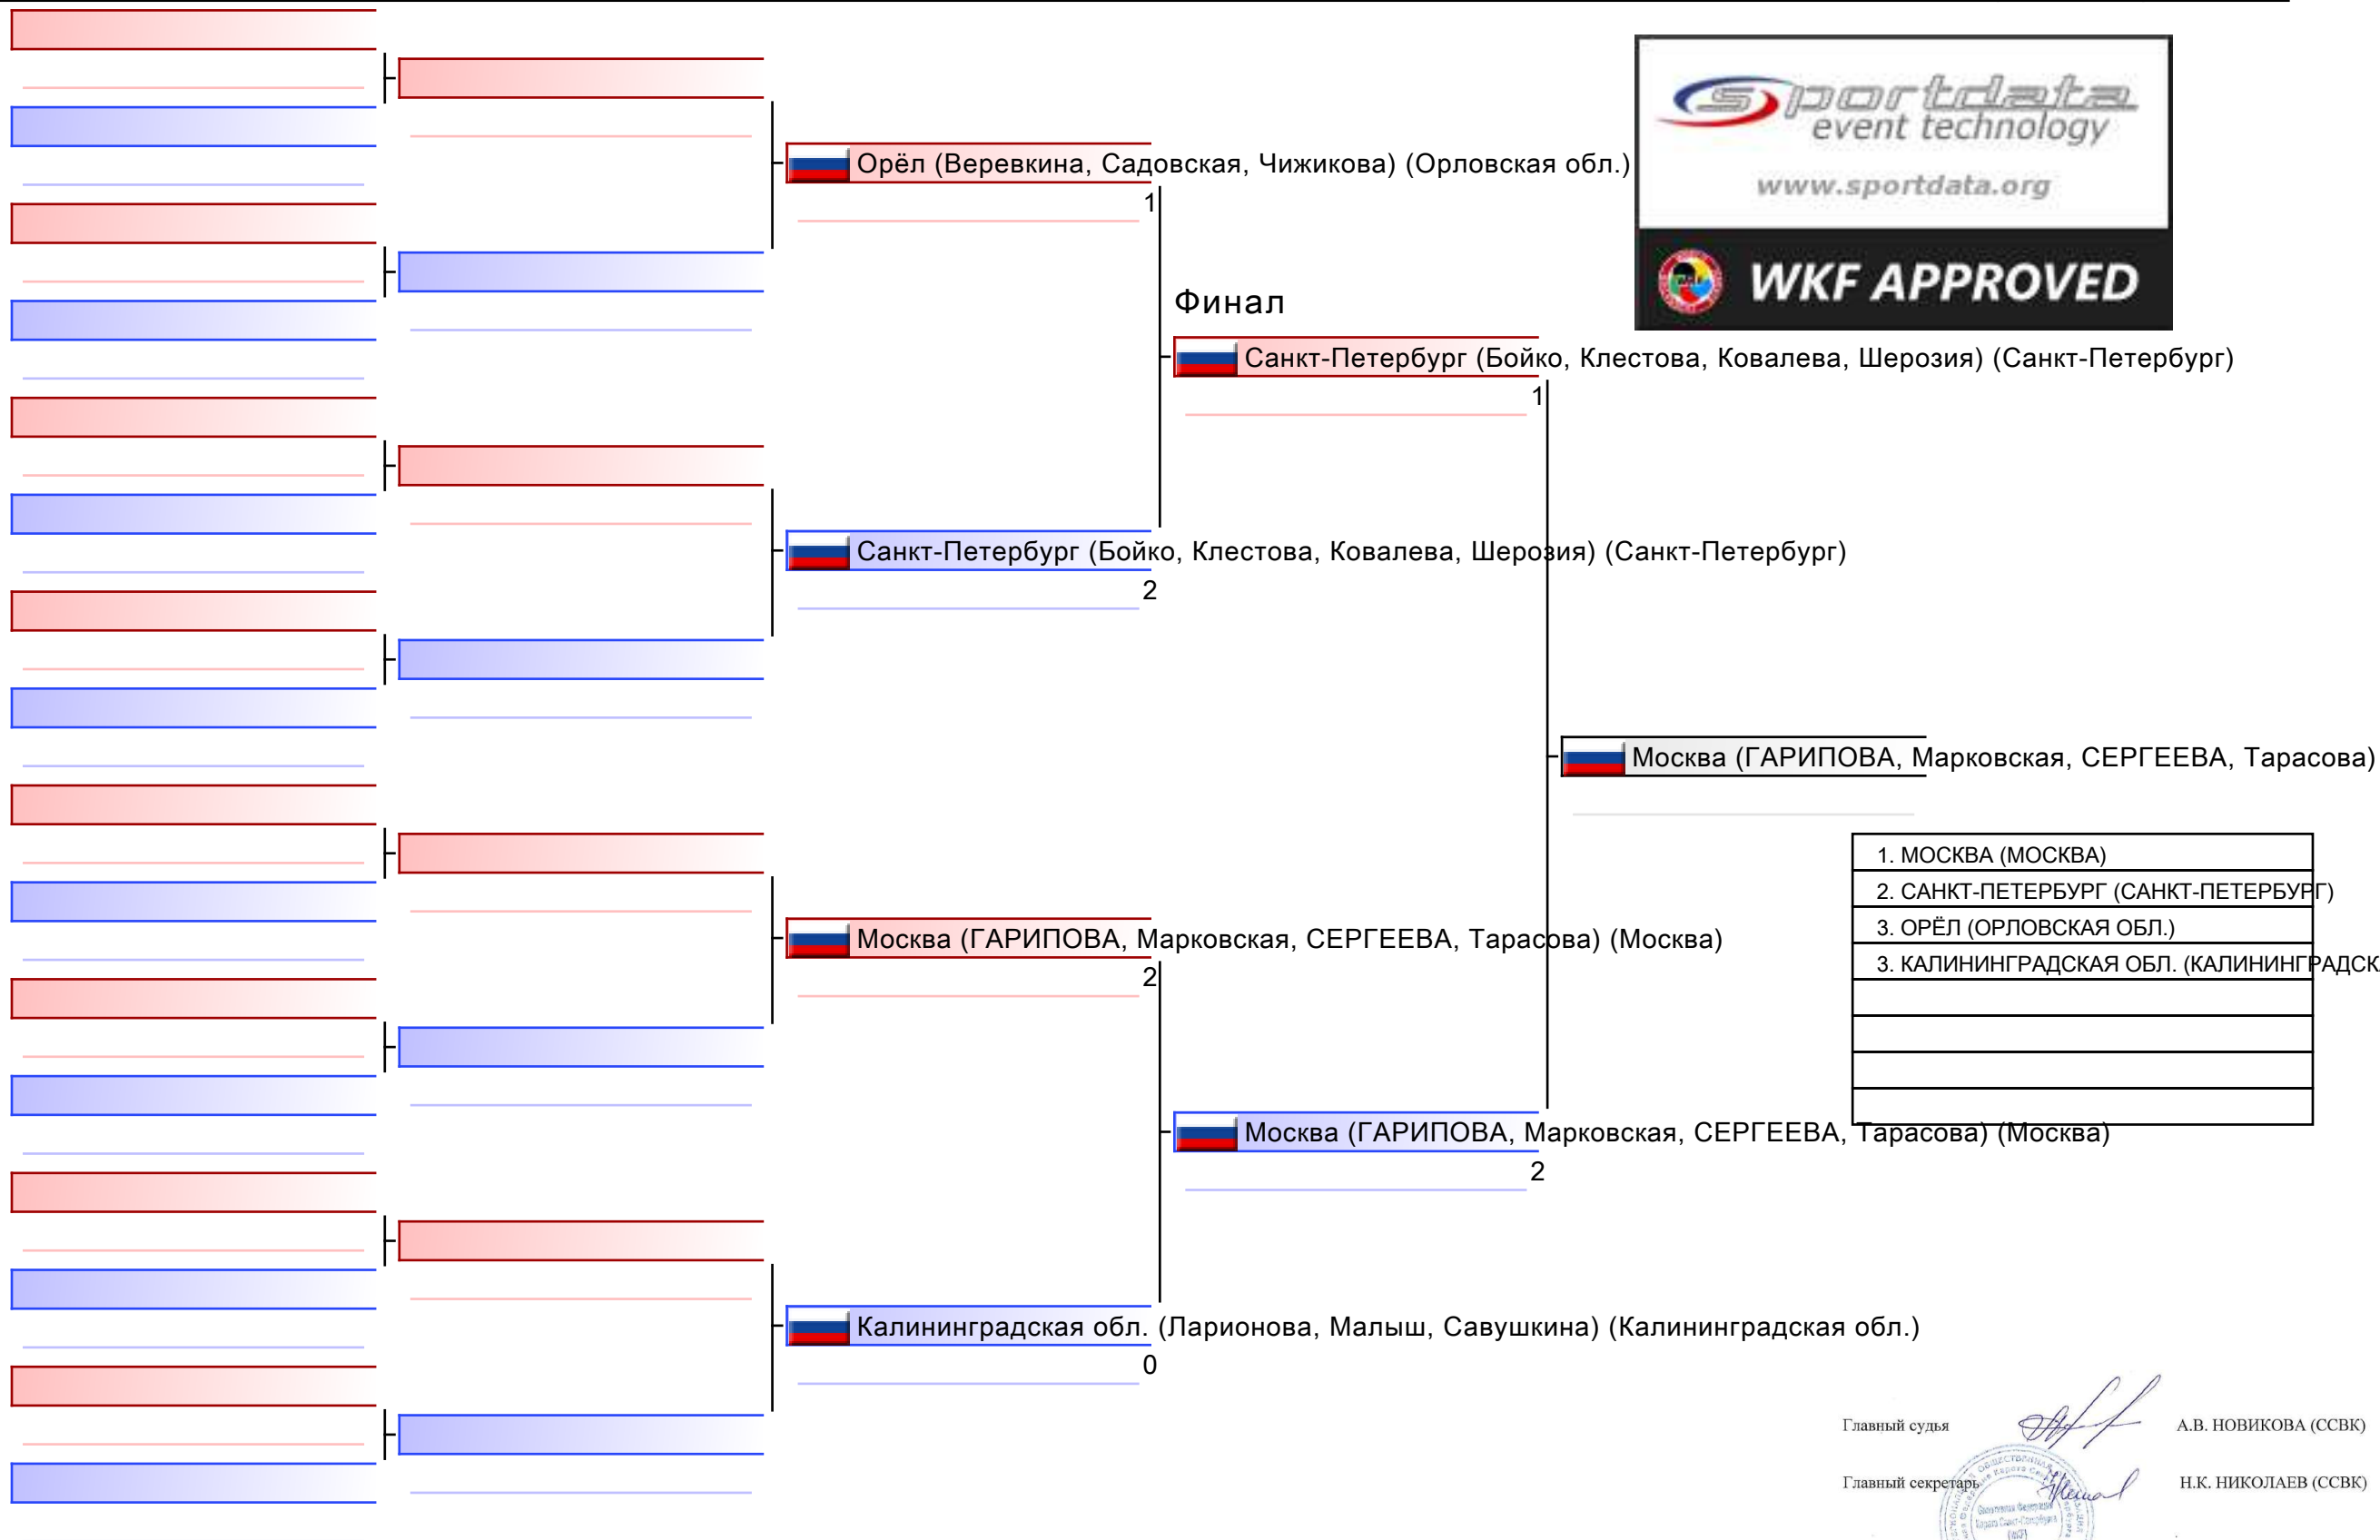 sportdata
event technology
www.sportdata.org
WKF APPROVED
Орёл (Веревкина, Садовская, Чижикова) (Орловская обл.)
1
Финал
Санкт-Петербург (Бойко, Клестова, Ковалева, Шерозия) (Санкт-Петербург)
1
Санкт-Петербург (Бойко, Клестова, Ковалева, Шерозия) (Санкт-Петербург)
2
Москва (ГАРИПОВА, Марковская, СЕРГЕЕВА, Тарасова)
1. МОСКВА (МОСКВА)
2. САНКТ-ПЕТЕРБУРГ (САНКТ-ПЕТЕРБУРГ)
3. ОРЁЛ (ОРЛОВСКАЯ ОБЛ.)
3. КАЛИНИНГРАДСКАЯ ОБЛ. (КАЛИНИНГРАДСК
Москва (ГАРИПОВА, Марковская, СЕРГЕЕВА, Тарасова) (Москва)
2
Москва (ГАРИПОВА, Марковская, СЕРГЕЕВА, Тарасова) (Москва)
2
Калининградская обл. (Ларионова, Малыш, Савушкина) (Калининградская обл.)
0
Главный судья А.В. НОВИКОВА (ССВК)
Главный секретарь Н.К. НИКОЛАЕВ (ССВК)